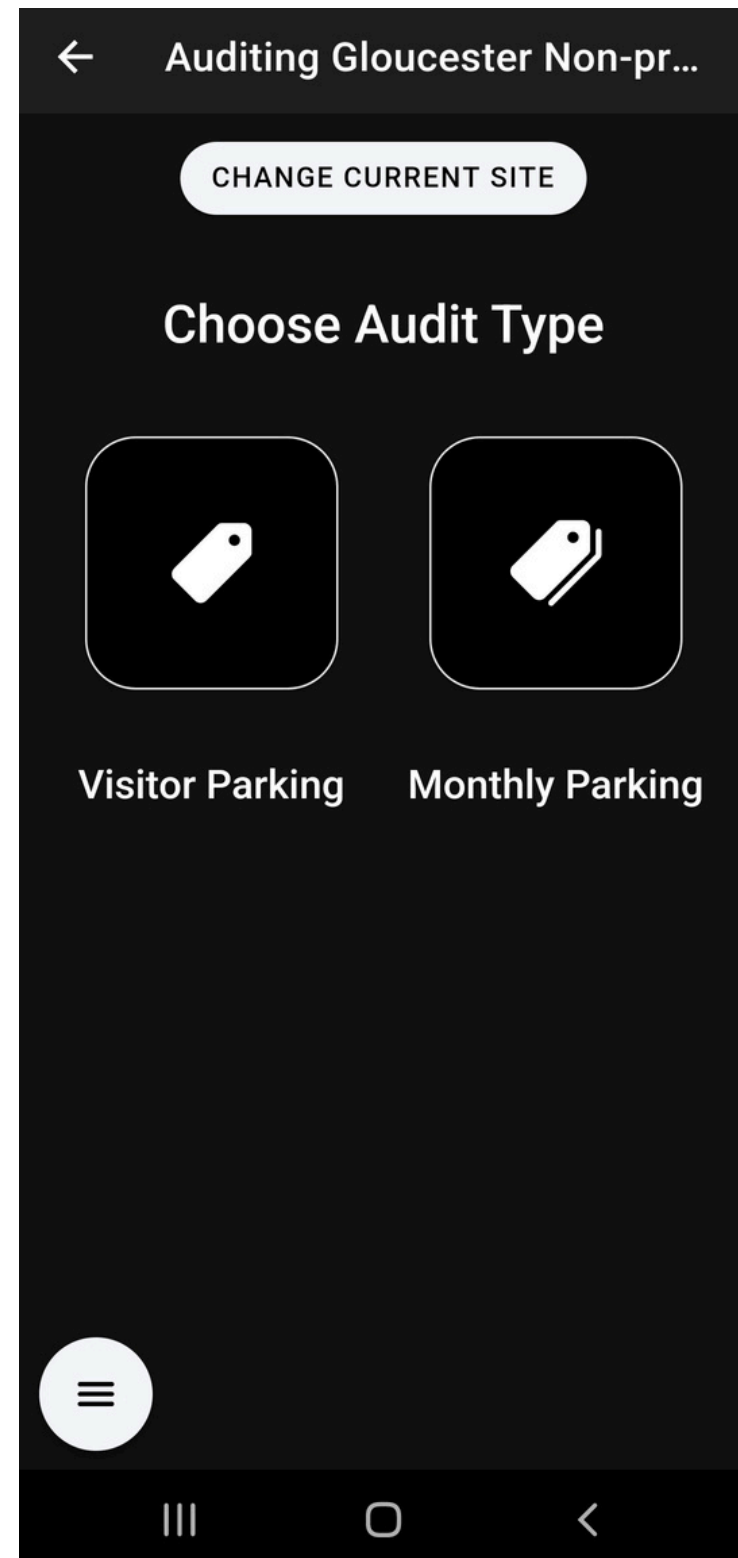 Auditing Gloucester Non-pr...
CHANGE CURRENT SITE
Choose Audit Type
Visitor Parking
Monthly Parking